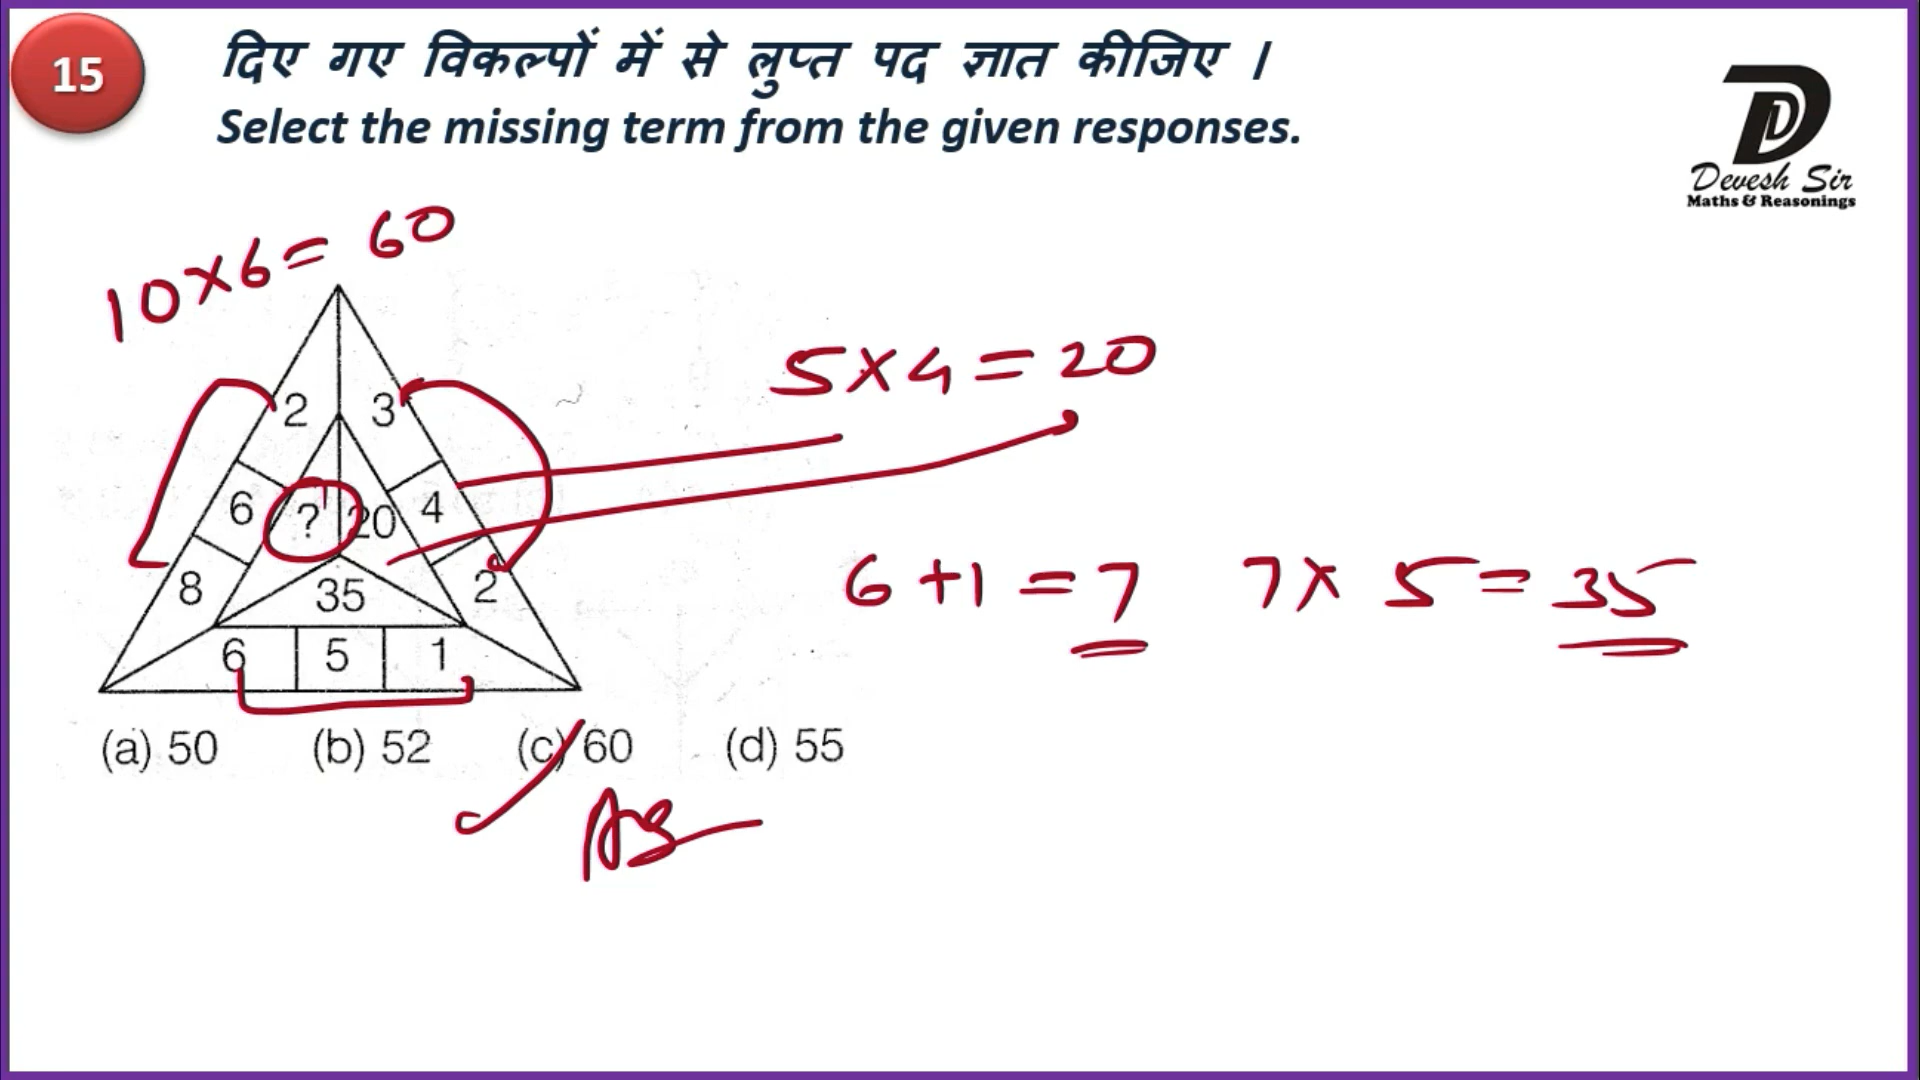 15
दिए गए विकल्पों में से लुप्त पद ज्ञात कीजिए ।
Select the missing term from the given responses.
Devesh Sir
Maths & Reasonings
10×6= 60
5×4=20
2 3
6 ? 20 4
8 35 2
6 5 1
6+1=7 7× 5=35
(a) 50 (b) 52 (c) 60 (d) 55